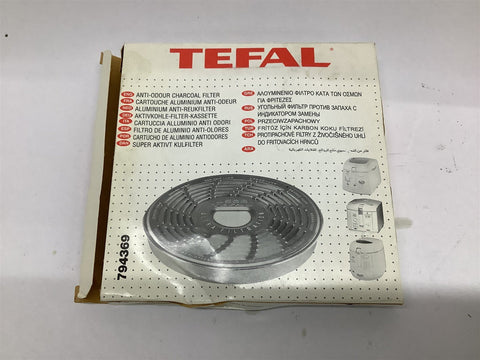 TEFAL
ANTI-ODOUR CHARCOAL FILTER
CARTOUCHE ALUMINIUM ANTI-ODEUR
ALUMINIUM ANTI-REUKFILTER
AKTIVKOHLE-FILTER-KASSETTE
CARTUCCIA ALUMINIO ANTI ODORI
FILTRO DE ALUMINIO ANTI-OLORES
CARTUCHO DE ALUMINIO ANTIODORES
SUPER AKTIVT KULFILTER
ΑΛΟΥΜΙΝΕΝΙΟ ΦΙΛΤΡΟ ΚΑΤΑ ΤΩΝ ΟΣΜΩΝ
ΓΙΑ ΦΡΙΤΕΖΕΣ
УГОЛЬНЫЙ ФИЛЬТР ПРОТИВ ЗАПАХА С
ИНДИКАТОРОМ ЗАМЕНЫ
PRZECIWZAPACHOWY
FRITÖZ İÇİN KARBON KOKU FİLTREZİ
PROTIPACHOVÉ FILTRY Z ŽIVOČIŠNÉHO UHLÍ
DO FRITOVACÍCH HRNCŮ
794369